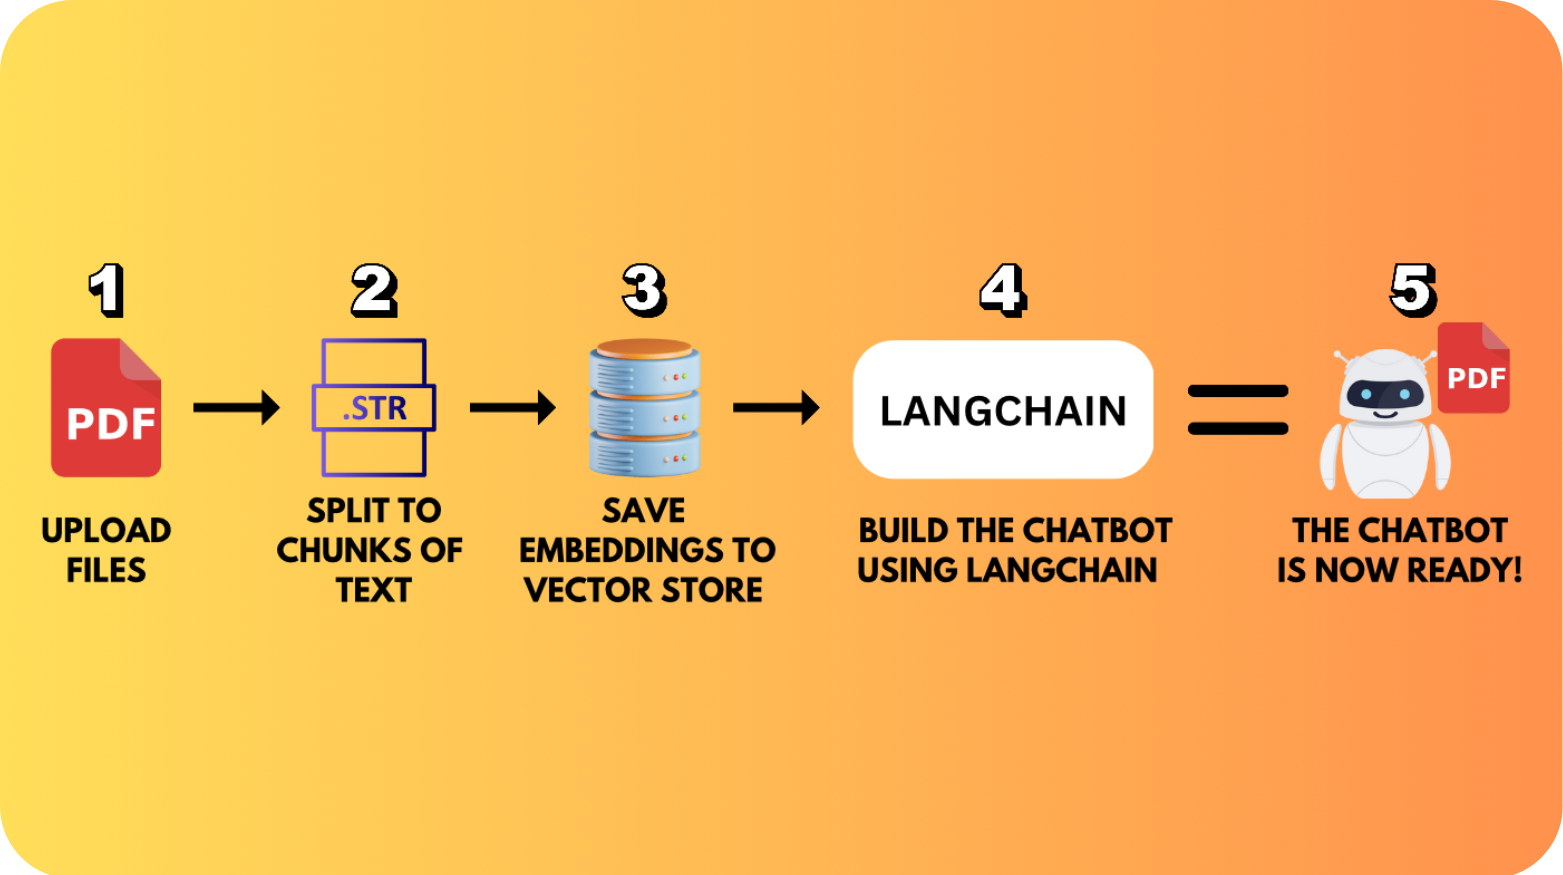 1
PDF
UPLOAD
FILES
2
.STR
SPLIT TO
CHUNKS OF
TEXT
3
SAVE
EMBEDDINGS TO
VECTOR STORE
4
LANGCHAIN
BUILD THE CHATBOT
USING LANGCHAIN
5
PDF
THE CHATBOT
IS NOW READY!